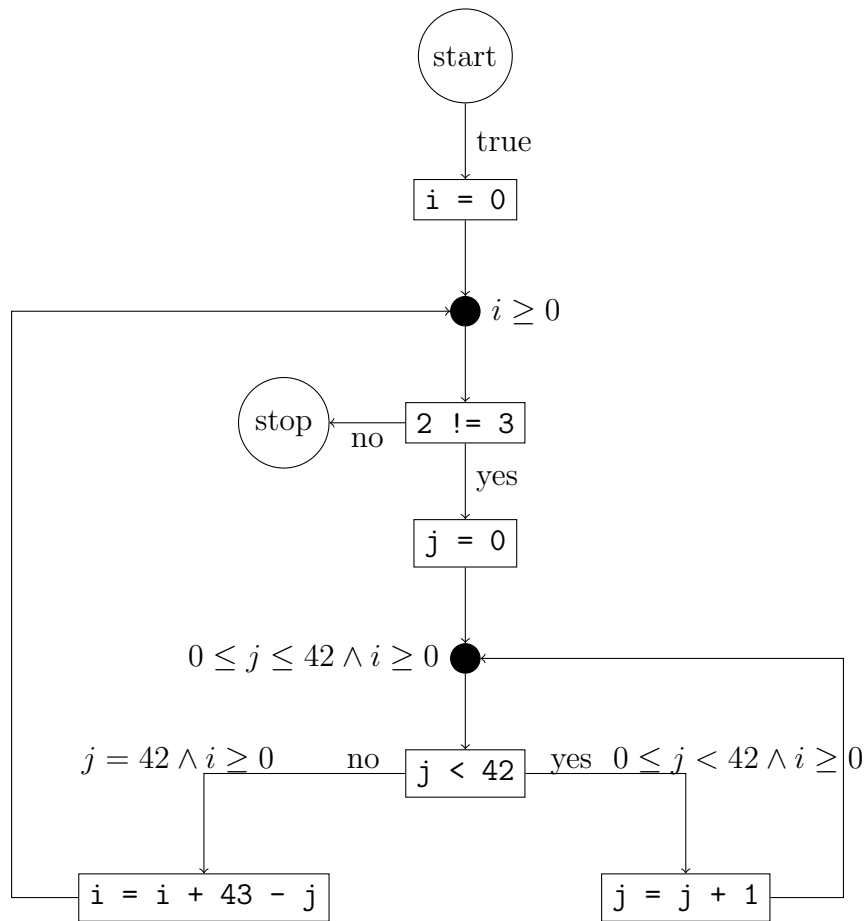 start
true
i = 0
i ≥ 0
2 != 3
stop
no
yes
j = 0
0 ≤ j ≤ 42 ∧ i ≥ 0
j = 42 ∧ i ≥ 0
no
j < 42
yes
0 ≤ j < 42 ∧ i ≥ 0
i = i + 43 - j
j = j + 1